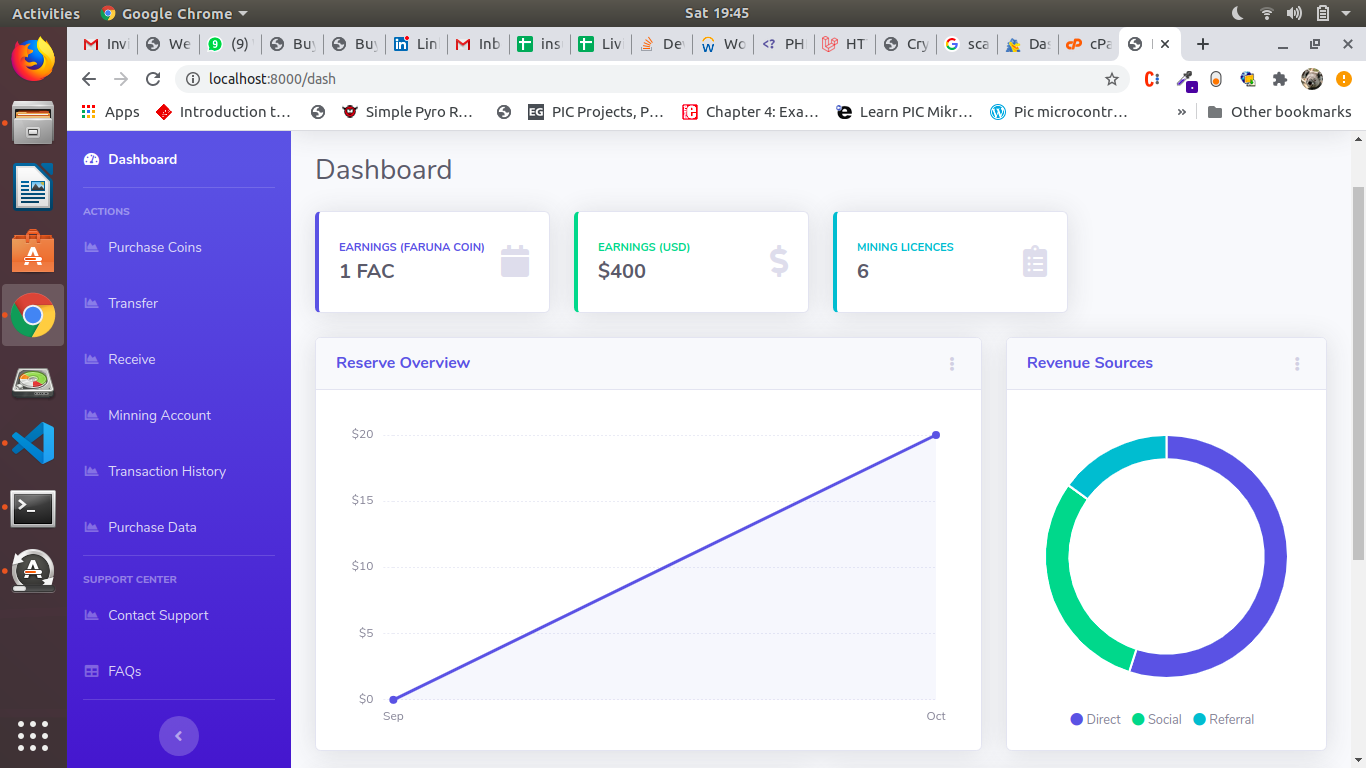 Activities Google Chrome Sat 19:45
Invi We (9) Buy Buy Lin Inb ins Livi Dev Wo PHI HT Cry sca Das cPa
localhost:8000/dash
Apps Introduction t… Simple Pyro R… PIC Projects, P… Chapter 4: Exa… Learn PIC Mikr… Pic microcontr… » Other bookmarks
Dashboard
ACTIONS
Purchase Coins
Transfer
Receive
Minning Account
Transaction History
Purchase Data
SUPPORT CENTER
Contact Support
FAQs
Dashboard
EARNINGS (FARUNA COIN)
1 FAC
EARNINGS (USD)
$400
MINING LICENCES
6
Reserve Overview
$20
$15
$10
$5
$0
Sep Oct
Revenue Sources
Direct Social Referral